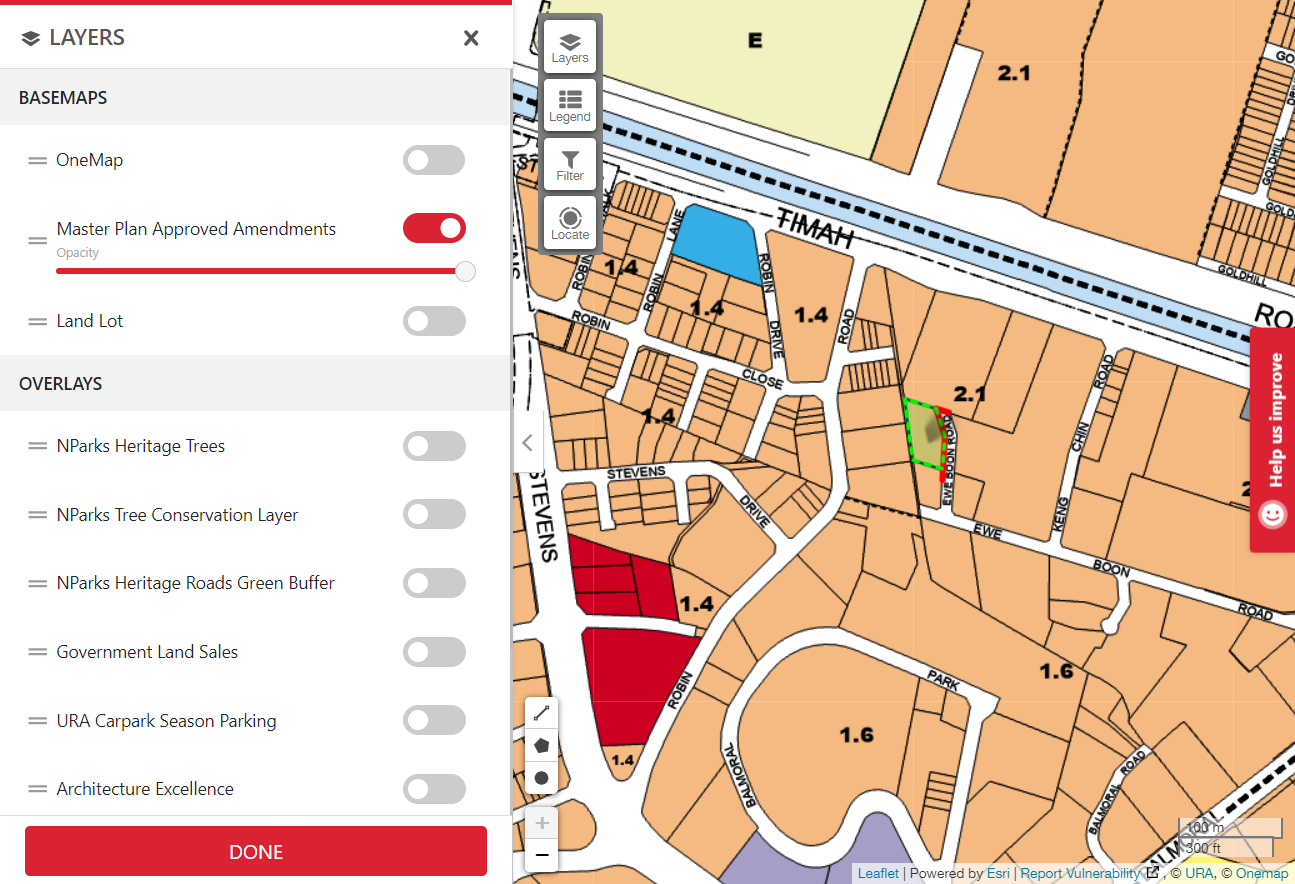 LAYERS
BASEMAPS
OneMap
Master Plan Approved Amendments
Opacity
Land Lot
OVERLAYS
NParks Heritage Trees
NParks Tree Conservation Layer
NParks Heritage Roads Green Buffer
Government Land Sales
URA Carpark Season Parking
Architecture Excellence
DONE
Layers
Legend
Filter
Locate
E
2.1
GOLDHILL
GOLDHILL
TIMAH
LANE
ROBIN
ROBIN
1.4
1.4
1.4
ROBIN
DRIVE
ROAD
ROBIN
CLOSE
1.4
2.1
EWE BOON ROAD
ROAD
CHIN
KENG
Help us improve
STEVENS
STEVENS
DRIVE
EWE
BOON
ROAD
1.4
ROBIN
1.4
PARK
1.6
1.6
BALMORAL
BALMORAL
ROAD
100 m
300 ft
Leaflet | Powered by Esri | Report Vulnerability , © URA, © Onemap